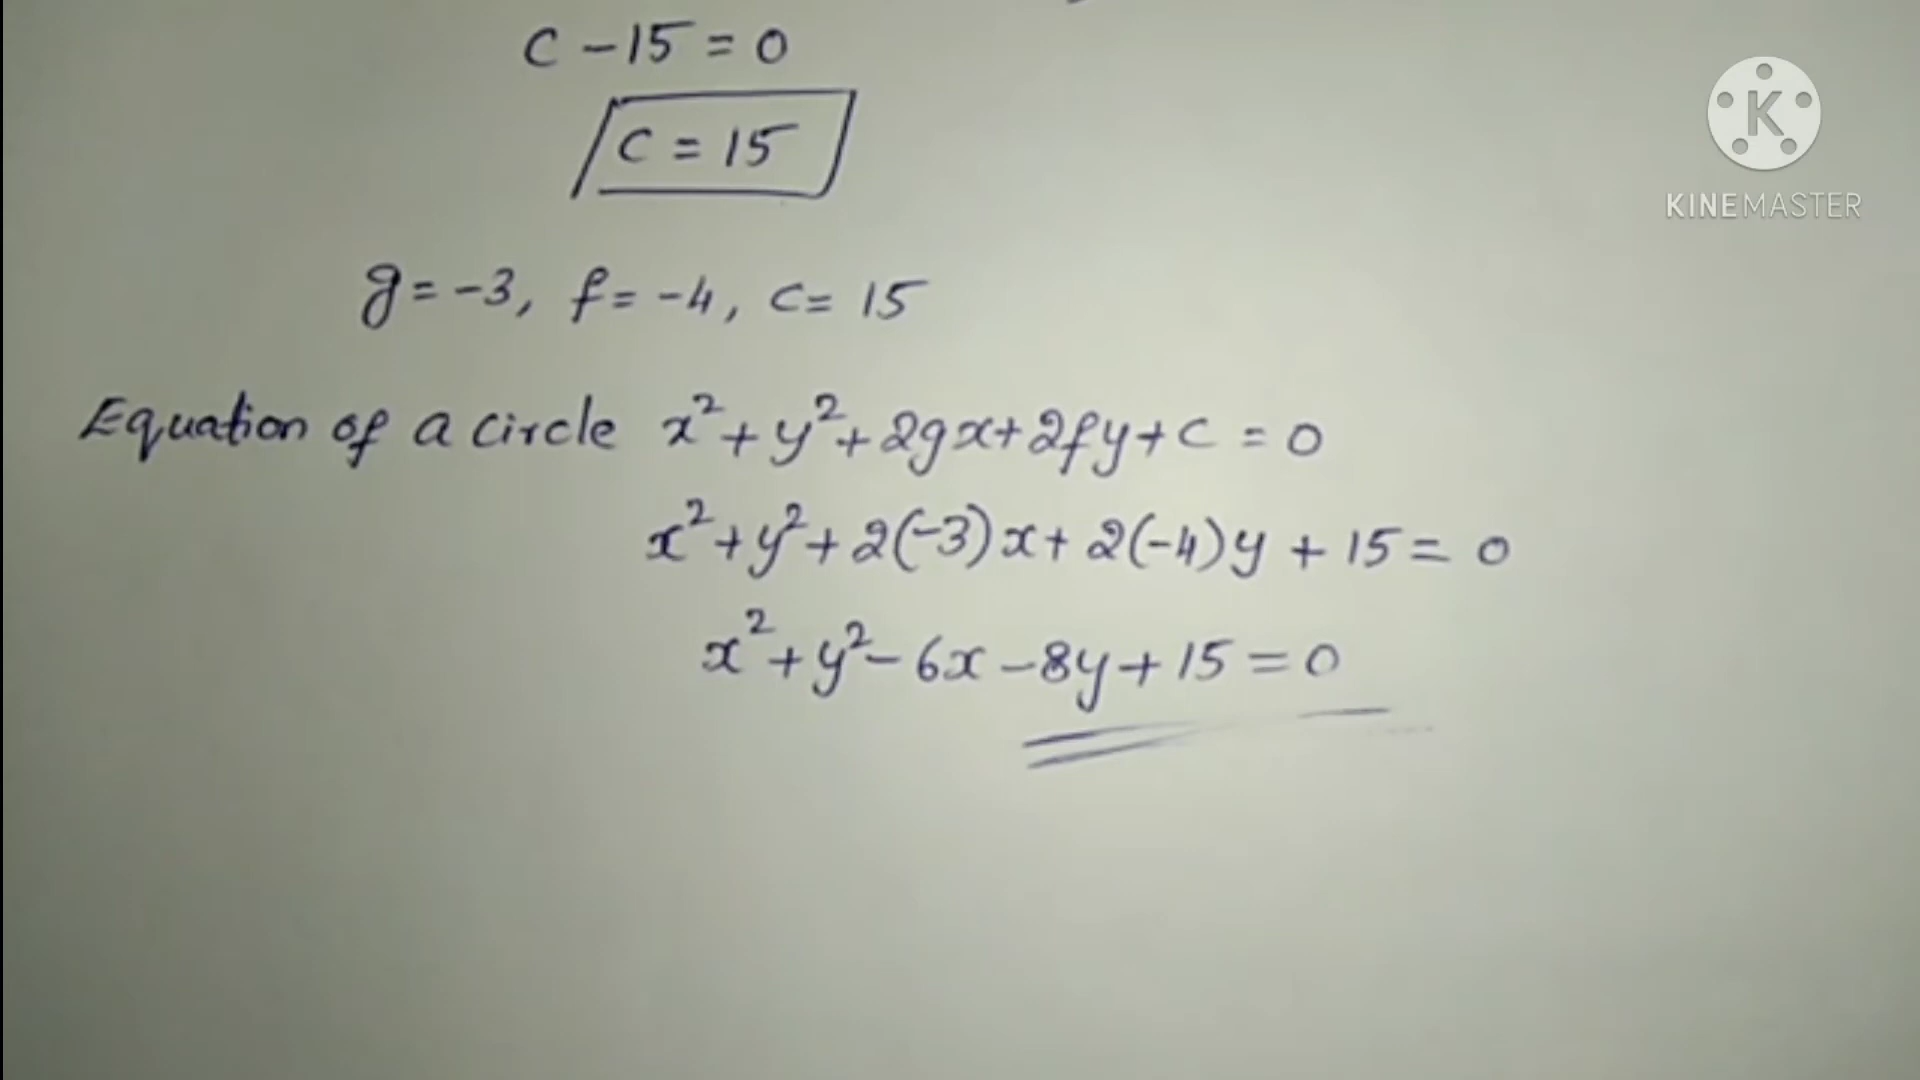 C - 15 = 0
C = 15
K
KINEMASTER
g = -3, f = -4, C = 15
Equation of a circle x² + y² + 2gx + 2fy + C = 0
x² + y² + 2(-3)x + 2(-4)y + 15 = 0
x² + y² - 6x - 8y + 15 = 0